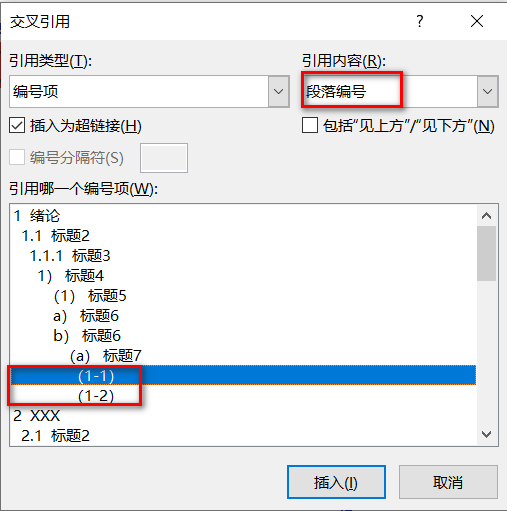 交叉引用 ? ×
引用类型(T): 引用内容(R):
编号项 段落编号
插入为超链接(H) 包括“见上方”/“见下方”(N)
编号分隔符(S)
引用哪一个编号项(W):
1 绪论
1.1 标题2
1.1.1 标题3
1） 标题4
（1） 标题5
a） 标题6
b） 标题6
（a） 标题7
（1-1）
（1-2）
2 XXX
2.1 标题2
插入(I) 取消